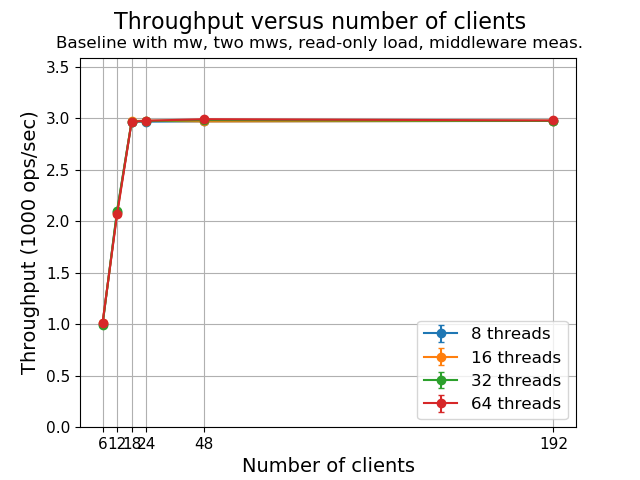 Throughput versus number of clients
Baseline with mw, two mws, read-only load, middleware meas.
Throughput (1000 ops/sec)
3.5
3.0
2.5
2.0
1.5
1.0
0.5
0.0
8 threads
16 threads
32 threads
64 threads
6 12 18 24 48 192
Number of clients